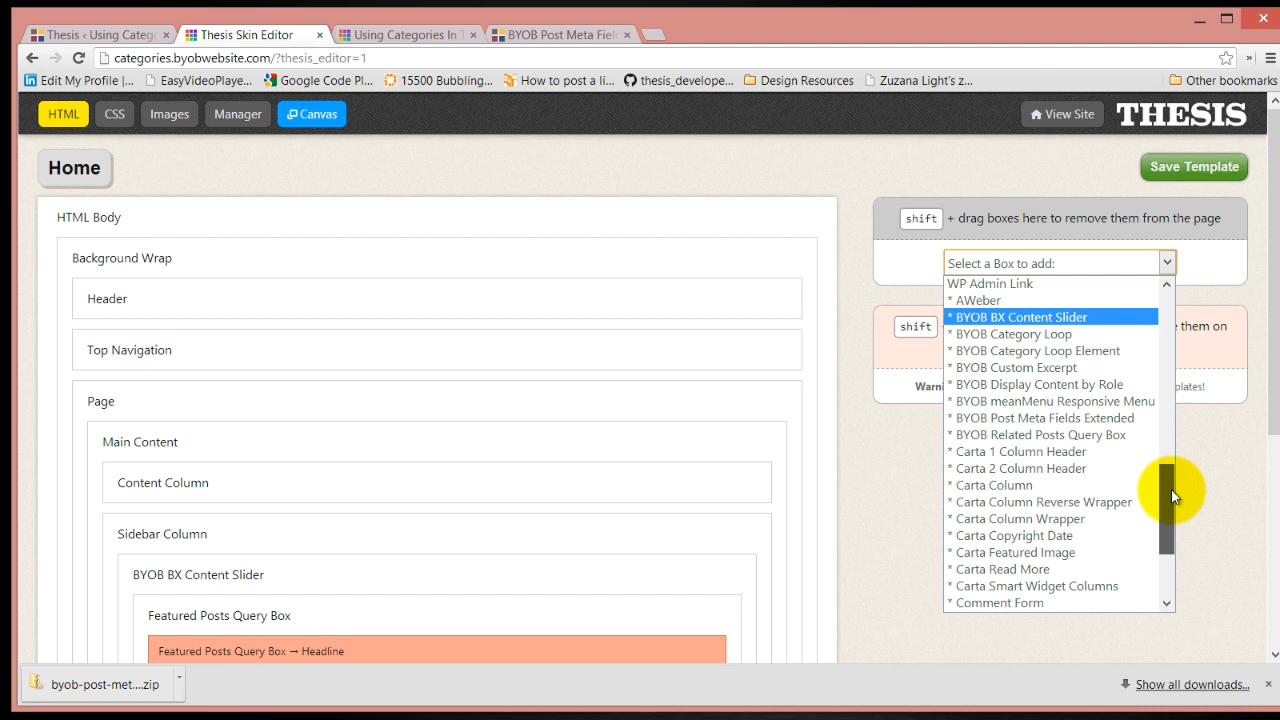 Thesis ‹ Using Categ
Thesis Skin Editor
Using Categories In T
BYOB Post Meta Field
categories.byobwebsite.com/?thesis_editor=1
Edit My Profile |...
EasyVideoPlaye...
Google Code Pl...
15500 Bubbling...
How to post a li...
thesis_develope...
Design Resources
Zuzana Light's z...
Other bookmarks
HTML
CSS
Images
Manager
Canvas
View Site
THESIS
Home
Save Template
HTML Body
Background Wrap
Header
Top Navigation
Page
Main Content
Content Column
Sidebar Column
BYOB BX Content Slider
Featured Posts Query Box
Featured Posts Query Box → Headline
shift + drag boxes here to remove them from the page
Select a Box to add:
WP Admin Link
* AWeber
* BYOB BX Content Slider
* BYOB Category Loop
* BYOB Category Loop Element
* BYOB Custom Excerpt
* BYOB Display Content by Role
* BYOB meanMenu Responsive Menu
* BYOB Post Meta Fields Extended
* BYOB Related Posts Query Box
* Carta 1 Column Header
* Carta 2 Column Header
* Carta Column
* Carta Column Reverse Wrapper
* Carta Column Wrapper
* Carta Copyright Date
* Carta Featured Image
* Carta Read More
* Carta Smart Widget Columns
* Comment Form
shift
them on
Warni
plates!
byob-post-met....zip
Show all downloads...